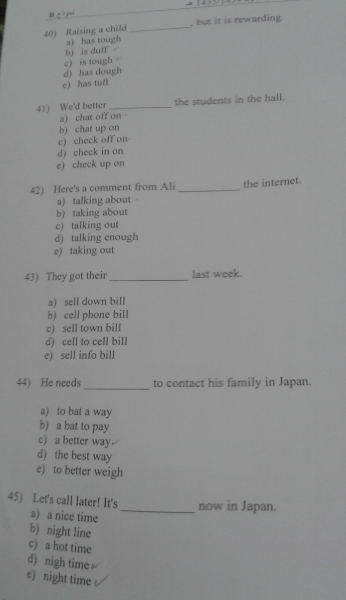 40) Raising a child ____________, but it is rewarding.
a) has tough
b) is duff
c) is tough
d) has dough
e) has tuft
41) We'd better ____________ the students in the hall.
a) chat off on
b) chat up on
c) check off on
d) check in on
e) check up on
42) Here's a comment from Ali ____________ the internet.
a) talking about
b) taking about
c) talking out
d) talking enough
e) taking out
43) They got their ______________ last week.
a) sell down bill
b) cell phone bill
c) sell town bill
d) cell to cell bill
e) sell info bill
44) He needs ____________ to contact his family in Japan.
a) to bat a way
b) a bat to pay
c) a better way
d) the best way
e) to better weigh
45) Let's call later! It's ____________ now in Japan.
a) a nice time
b) night line
c) a hot time
d) nigh time
e) night time